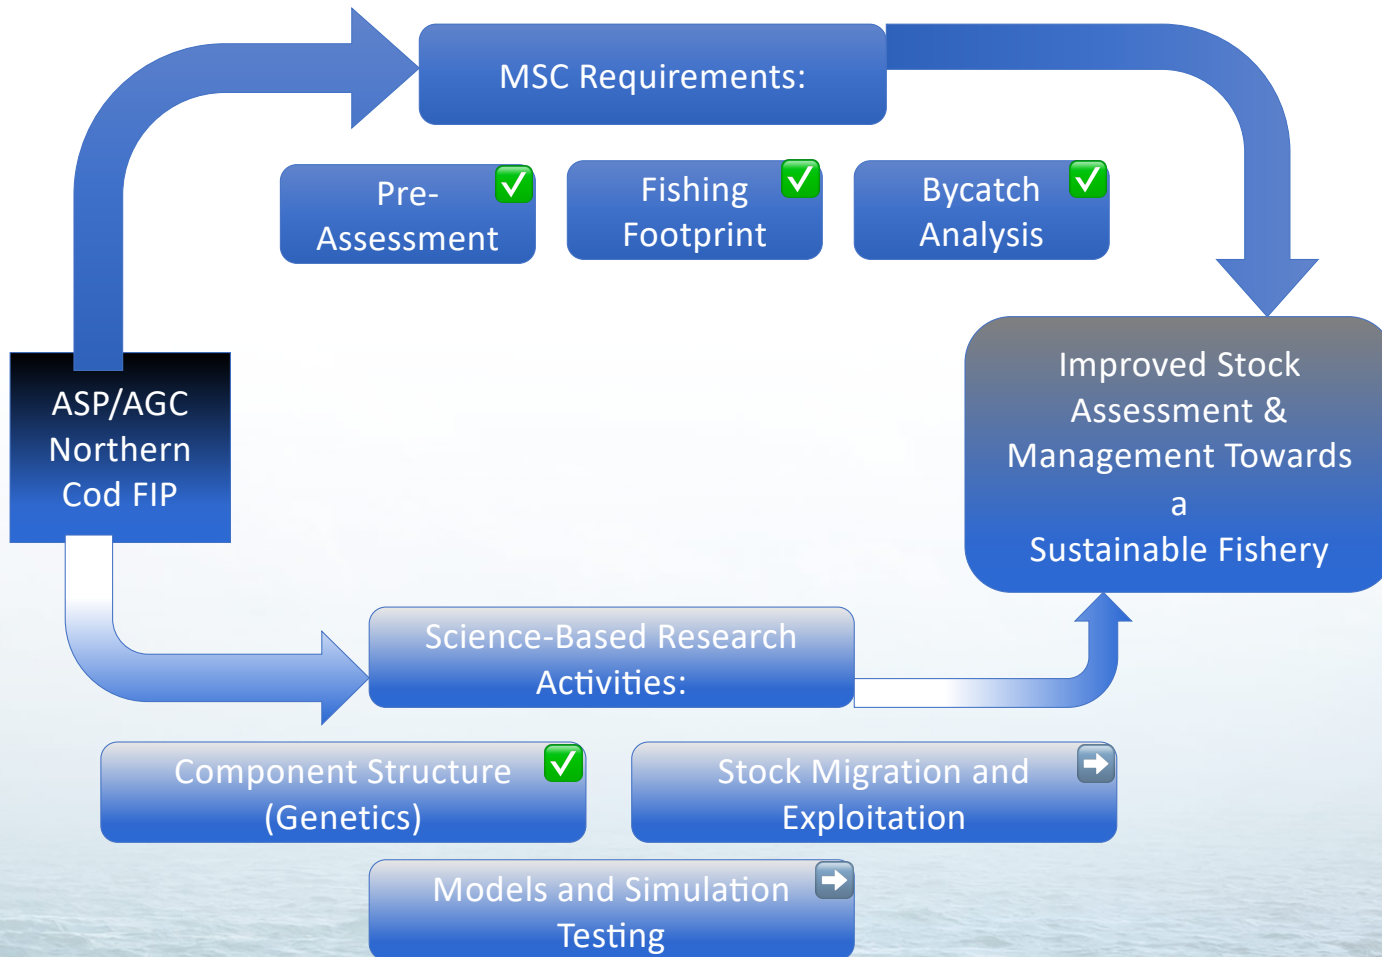 MSC Requirements:
Pre-
Assessment
Fishing
Footprint
Bycatch
Analysis
ASP/AGC
Northern
Cod FIP
Improved Stock
Assessment &
Management Towards
a
Sustainable Fishery
Science-Based Research
Activities:
Component Structure
(Genetics)
Stock Migration and
Exploitation
Models and Simulation
Testing